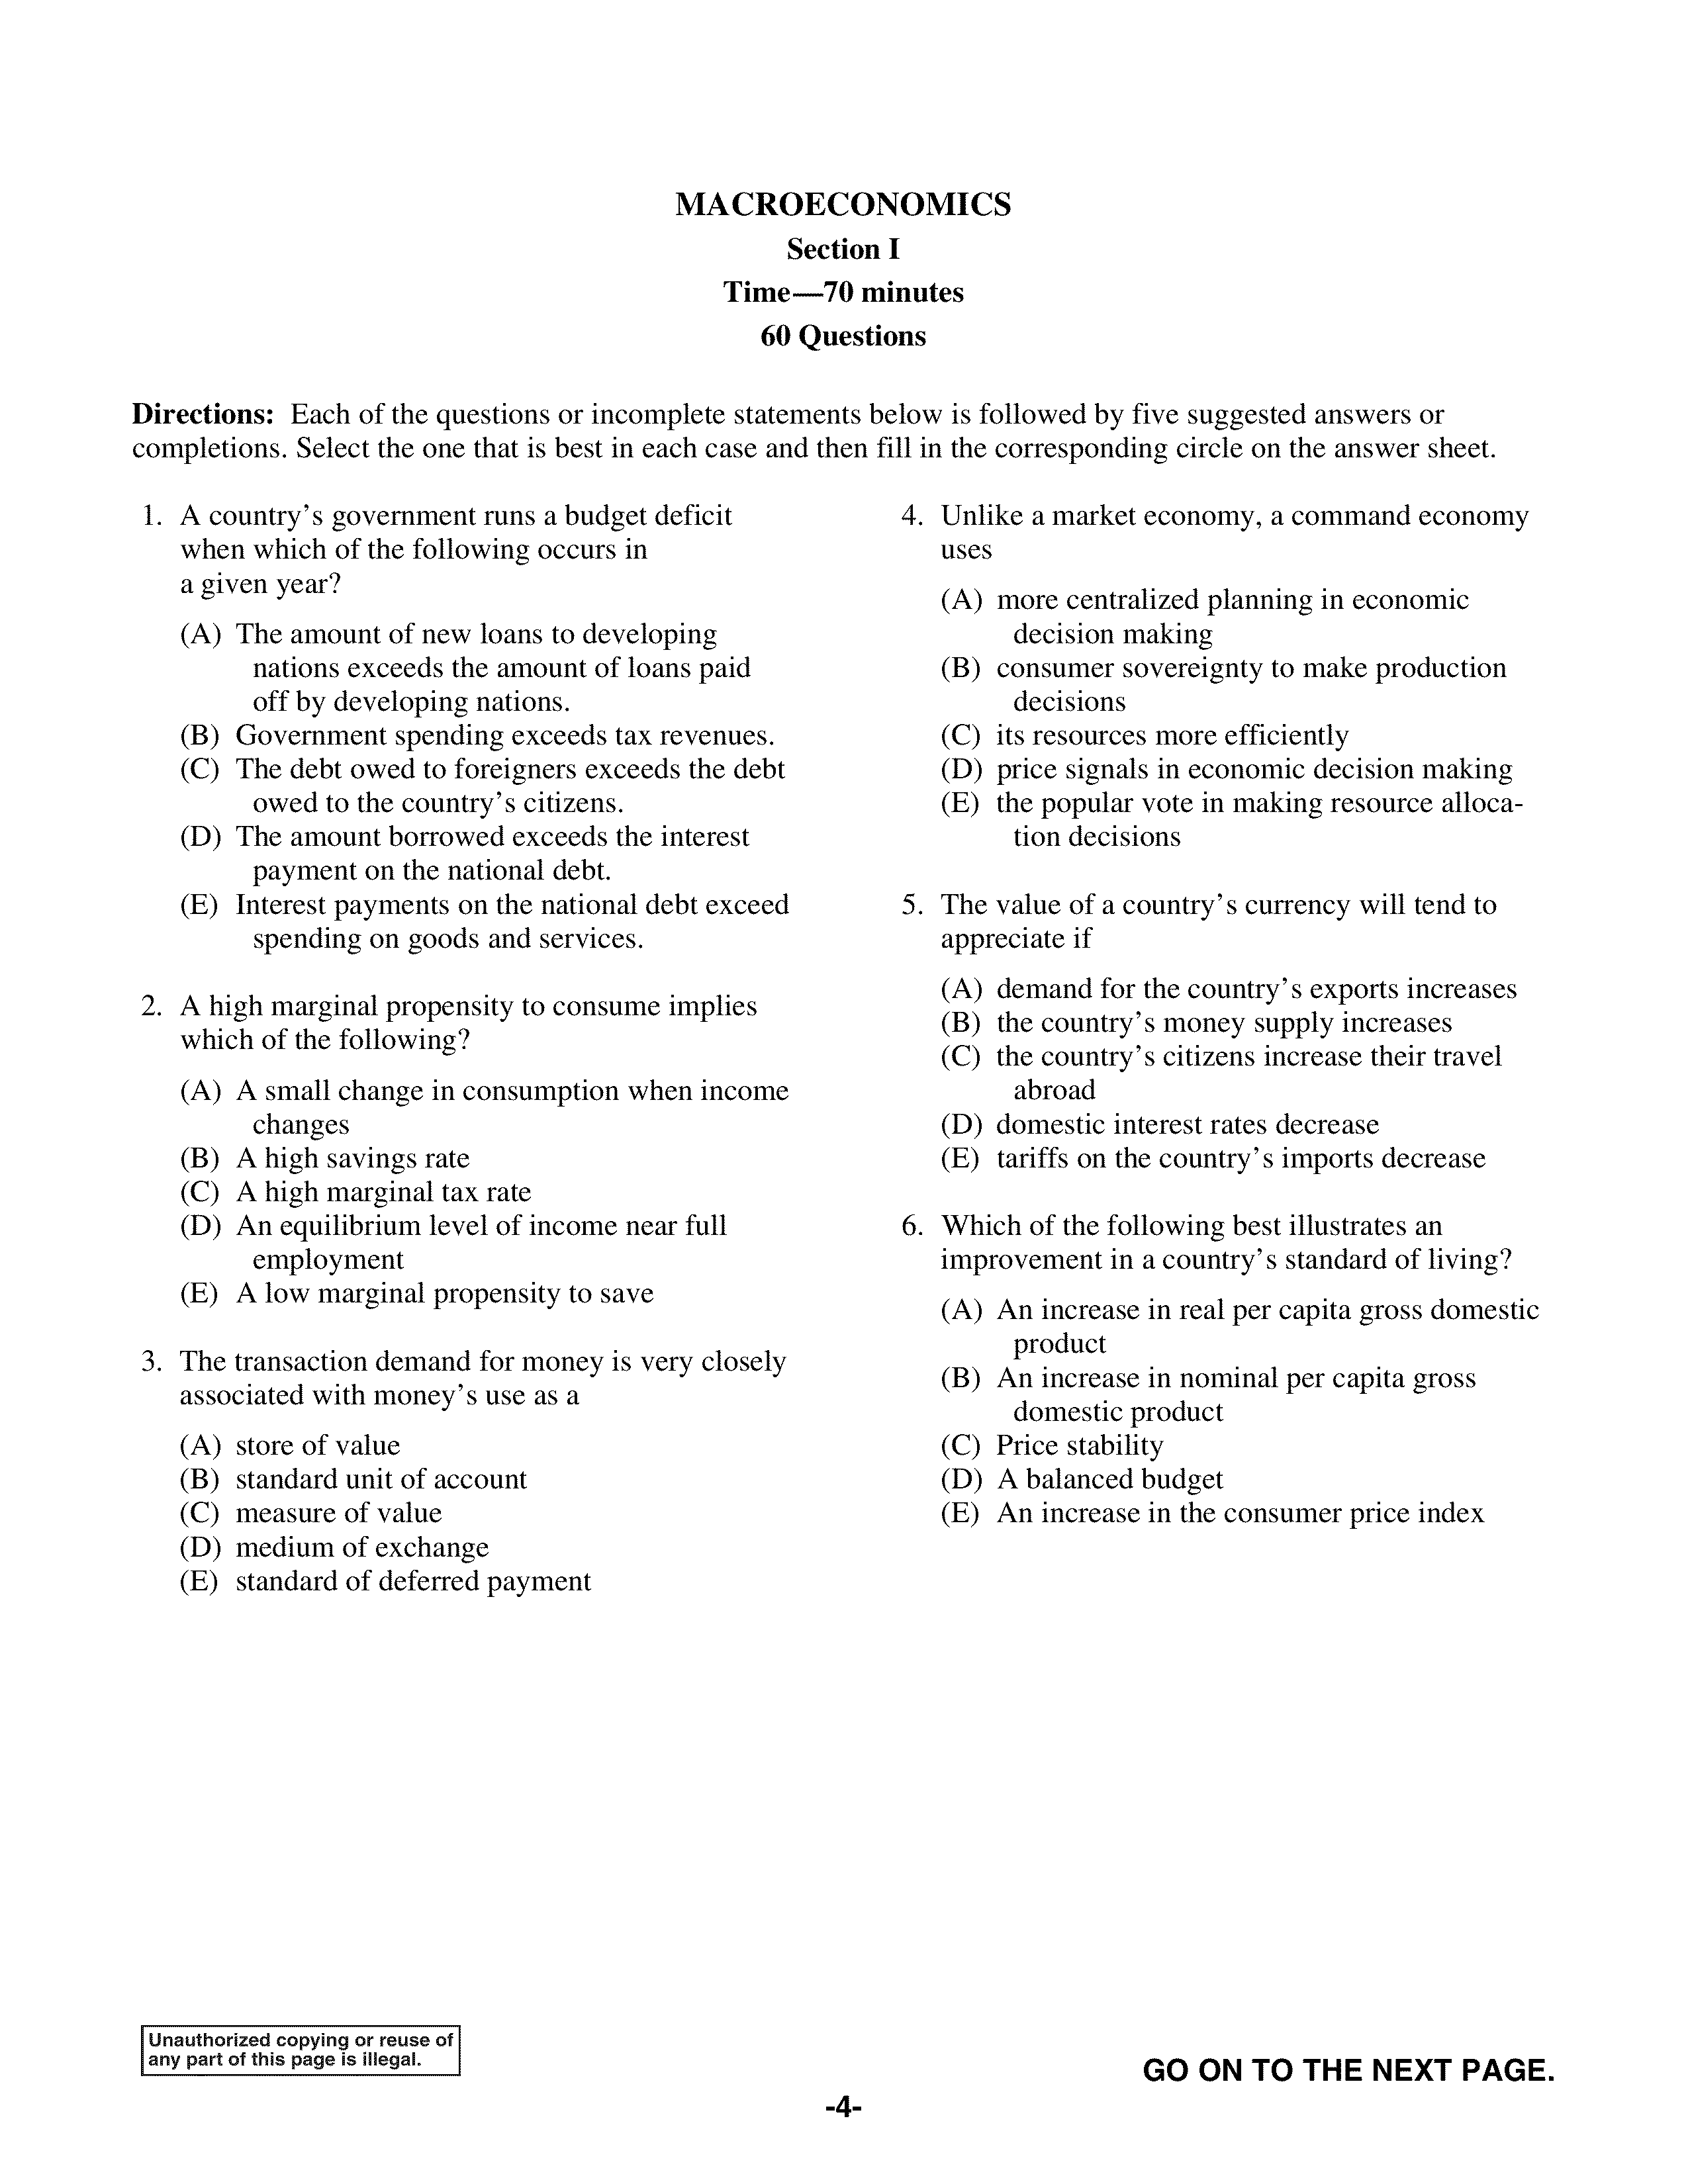 MACROECONOMICS
Section I
Time—70 minutes
60 Questions
Directions: Each of the questions or incomplete statements below is followed by five suggested answers or
completions. Select the one that is best in each case and then fill in the corresponding circle on the answer sheet.
1. A country's government runs a budget deficit
when which of the following occurs in
a given year?
(A) The amount of new loans to developing
nations exceeds the amount of loans paid
off by developing nations.
(B) Government spending exceeds tax revenues.
(C) The debt owed to foreigners exceeds the debt
owed to the country's citizens.
(D) The amount borrowed exceeds the interest
payment on the national debt.
(E) Interest payments on the national debt exceed
spending on goods and services.
2. A high marginal propensity to consume implies
which of the following?
(A) A small change in consumption when income
changes
(B) A high savings rate
(C) A high marginal tax rate
(D) An equilibrium level of income near full
employment
(E) A low marginal propensity to save
3. The transaction demand for money is very closely
associated with money's use as a
(A) store of value
(B) standard unit of account
(C) measure of value
(D) medium of exchange
(E) standard of deferred payment
4. Unlike a market economy, a command economy
uses
(A) more centralized planning in economic
decision making
(B) consumer sovereignty to make production
decisions
(C) its resources more efficiently
(D) price signals in economic decision making
(E) the popular vote in making resource alloca-
tion decisions
5. The value of a country's currency will tend to
appreciate if
(A) demand for the country's exports increases
(B) the country's money supply increases
(C) the country's citizens increase their travel
abroad
(D) domestic interest rates decrease
(E) tariffs on the country's imports decrease
6. Which of the following best illustrates an
improvement in a country's standard of living?
(A) An increase in real per capita gross domestic
product
(B) An increase in nominal per capita gross
domestic product
(C) Price stability
(D) A balanced budget
(E) An increase in the consumer price index
Unauthorized copying or reuse of
any part of this page is illegal.
GO ON TO THE NEXT PAGE.
-4-